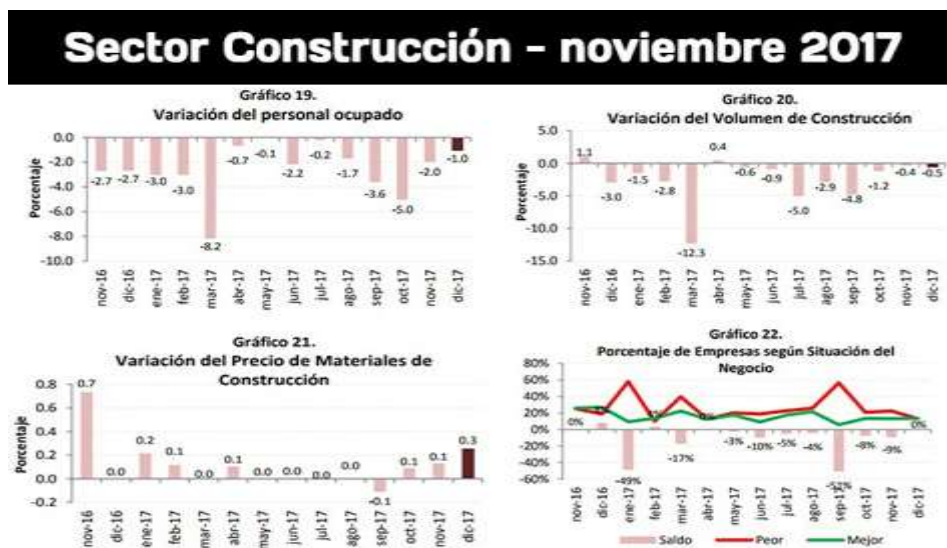 Sector Construcción - noviembre 2017
Gráfico 19.
Variación del personal ocupado
Porcentaje
0.0
-2.0
-4.0
-6.0
-8.0
-10.0
-2.7
-2.7
-3.0
-3.0
-8.2
-0.7
-0.1
-2.2
-0.2
-1.7
-3.6
-5.0
-2.0
-1.0
nov-16
dic-16
ene-17
feb-17
mar-17
abr-17
may-17
jun-17
jul-17
ago-17
sep-17
oct-17
nov-17
dic-17
Gráfico 20.
Variación del Volumen de Construcción
Porcentaje
5.0
0.0
-5.0
-10.0
-15.0
1.1
-3.0
-1.5
-2.8
-12.3
0.4
-0.6
-0.9
-5.0
-2.9
-4.8
-1.2
-0.4
-0.5
nov-16
dic-16
ene-17
feb-17
mar-17
abr-17
may-17
jun-17
jul-17
ago-17
sep-17
oct-17
nov-17
dic-17
Gráfico 21.
Variación del Precio de Materiales de
Construcción
Porcentaje
0.8
0.6
0.4
0.2
0.0
-0.2
0.7
0.0
0.2
0.1
0.0
0.1
0.0
0.0
0.0
0.0
-0.1
0.1
0.1
0.3
nov-16
dic-16
ene-17
feb-17
mar-17
abr-17
may-17
jun-17
jul-17
ago-17
sep-17
oct-17
nov-17
dic-17
Gráfico 22.
Porcentaje de Empresas según Situación del
Negocio
80%
60%
40%
20%
0%
-20%
-40%
-60%
0%
-49%
-17%
0%
-3%
-10%
-5%
-4%
-52%
-8%
-9%
0%
nov-16
dic-16
ene-17
feb-17
mar-17
abr-17
may-17
jun-17
jul-17
ago-17
sep-17
oct-17
nov-17
dic-17
Saldo
Peor
Mejor